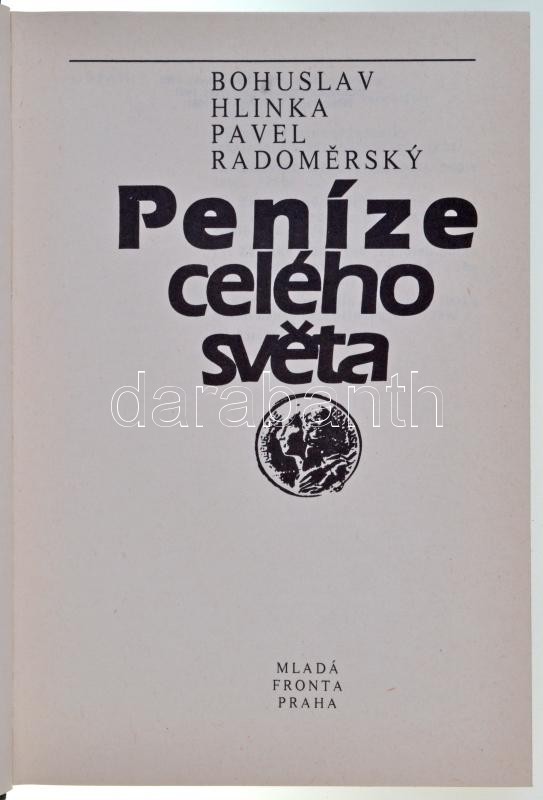 BOHUSLAV
HLINKA
PAVEL
RADOMĚRSKÝ
Peníze
celého
světa
darabanth
MLADÁ
FRONTA
PRAHA